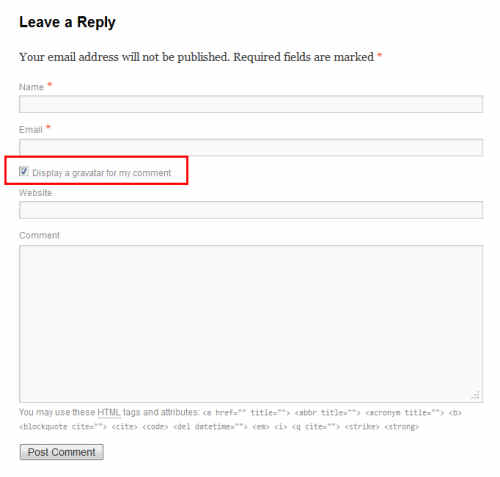 Leave a Reply
Your email address will not be published. Required fields are marked *
Name *
Email *
Display a gravatar for my comment
Website
Comment
You may use these HTML tags and attributes: <a href="" title=""> <abbr title=""> <acronym title=""> <b>
<blockquote cite=""> <cite> <code> <del datetime=""> <em> <i> <q cite=""> <strike> <strong>
Post Comment